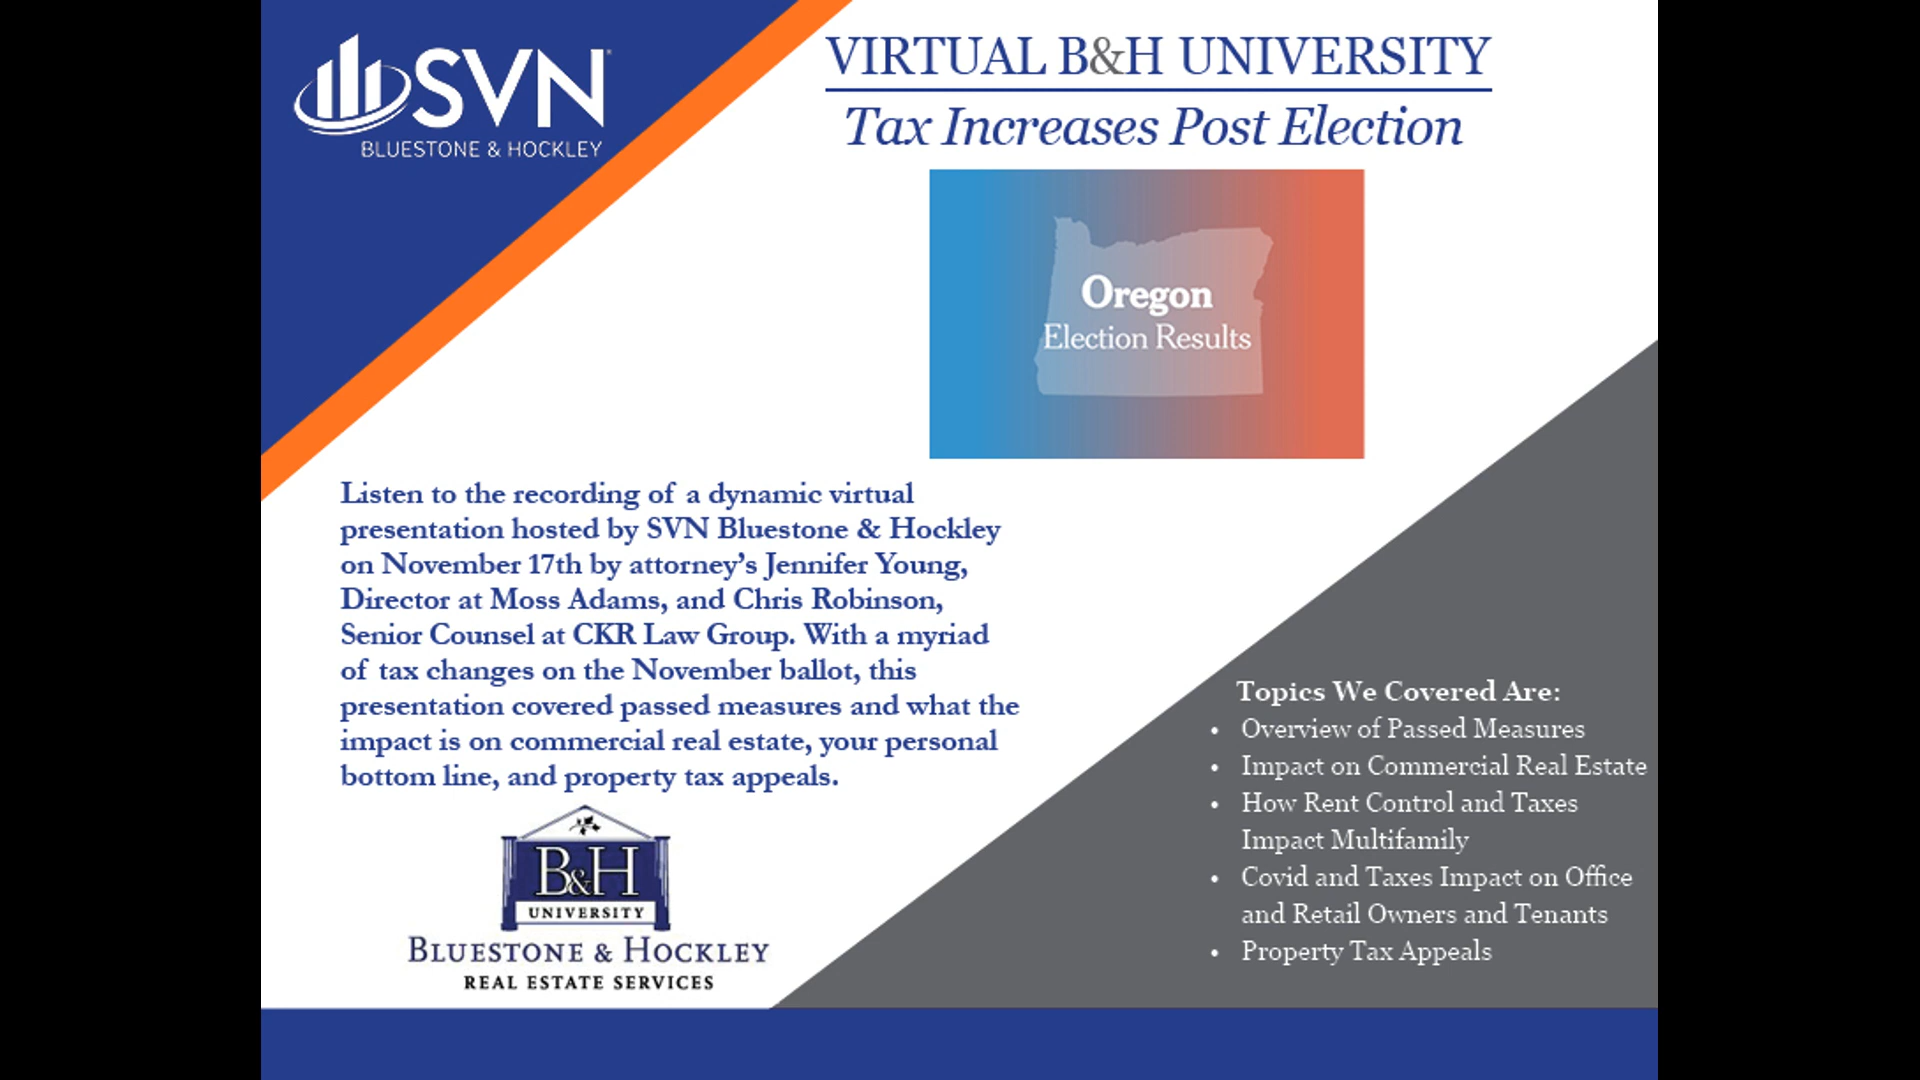 SVN
BLUESTONE & HOCKLEY
VIRTUAL B&H UNIVERSITY
Tax Increases Post Election
Oregon
Election Results
Listen to the recording of a dynamic virtual
presentation hosted by SVN Bluestone & Hockley
on November 17th by attorney's Jennifer Young,
Director at Moss Adams, and Chris Robinson,
Senior Counsel at CKR Law Group. With a myriad
of tax changes on the November ballot, this
presentation covered passed measures and what the
impact is on commercial real estate, your personal
bottom line, and property tax appeals.
B&H
UNIVERSITY
BLUESTONE & HOCKLEY
REAL ESTATE SERVICES
Topics We Covered Are:
• Overview of Passed Measures
• Impact on Commercial Real Estate
• How Rent Control and Taxes
Impact Multifamily
• Covid and Taxes Impact on Office
and Retail Owners and Tenants
• Property Tax Appeals